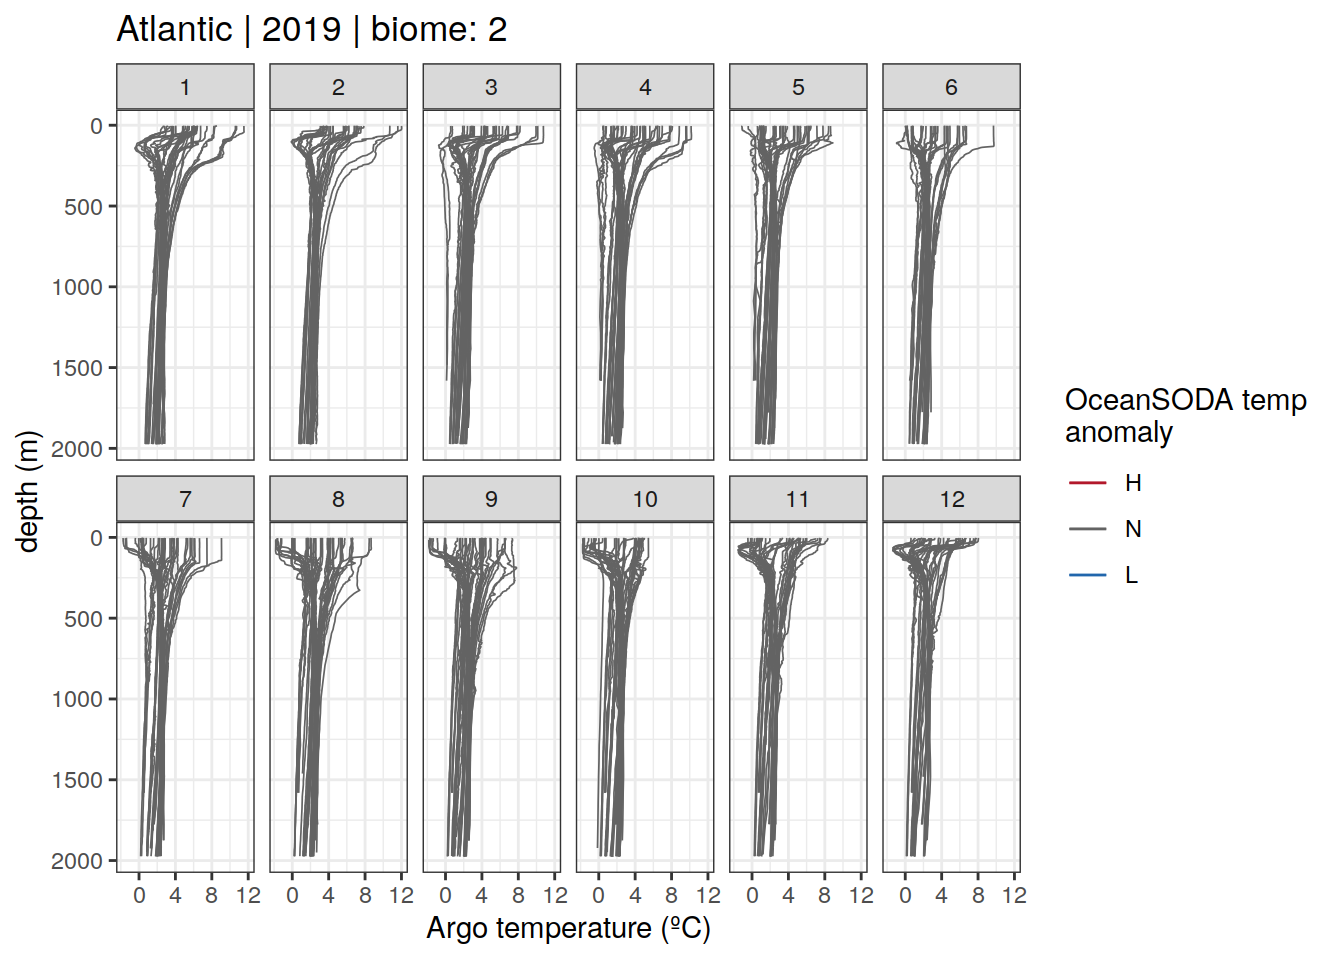 Atlantic | 2019 | biome: 2
1 2 3 4 5 6
0
500
1000
1500
2000
7 8 9 10 11 12
0
500
1000
1500
2000
0 4 8 12 0 4 8 12 0 4 8 12 0 4 8 12 0 4 8 12 0 4 8 12
Argo temperature (ºC)
depth (m)
OceanSODA temp
anomaly
H
N
L